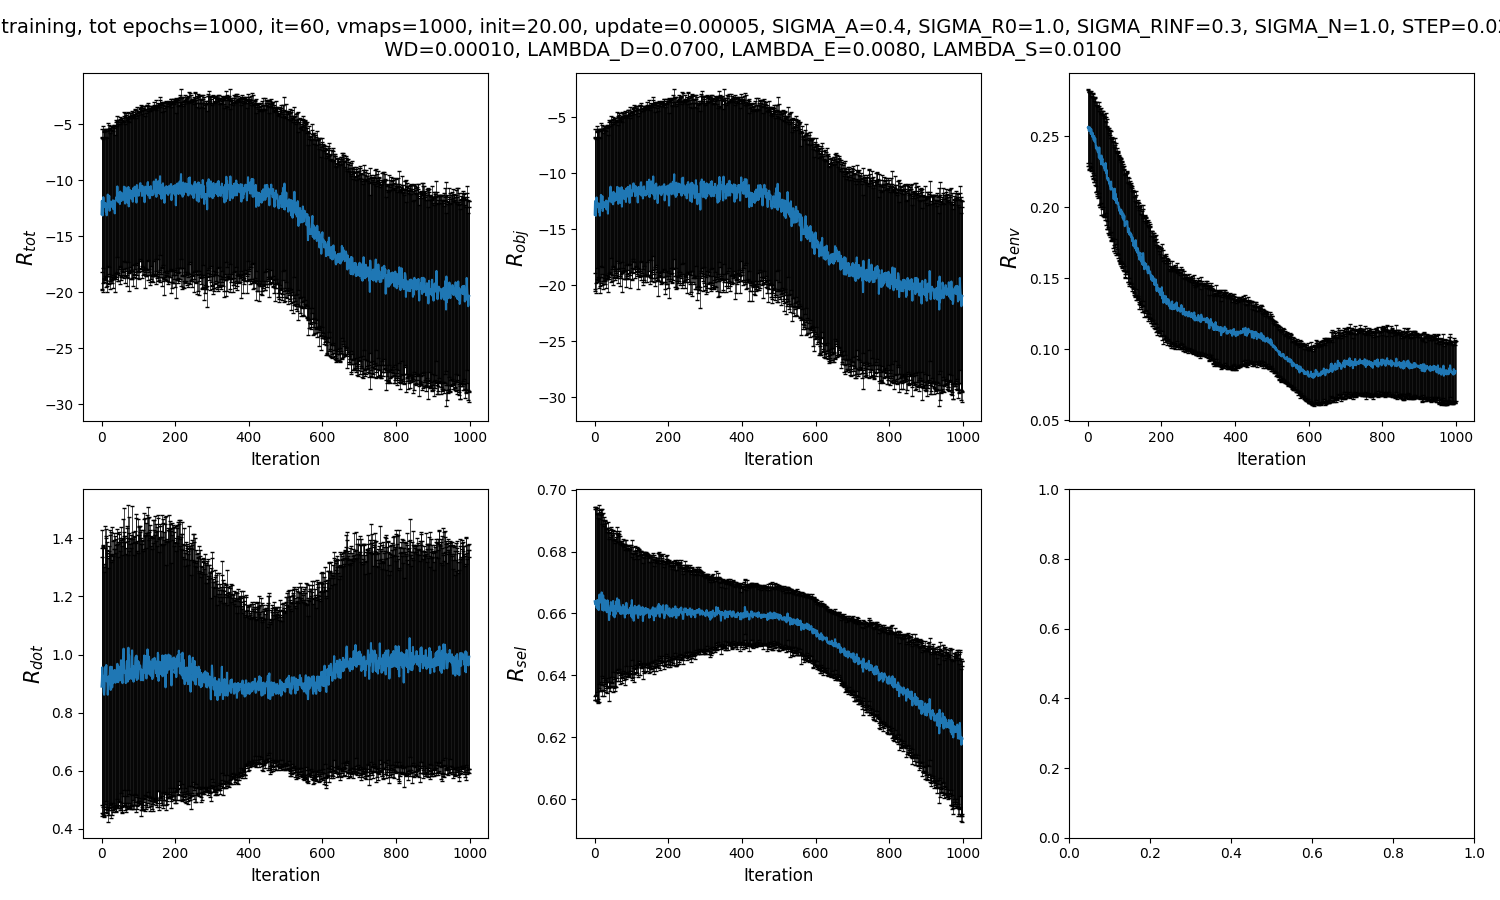 training, tot epochs=1000, it=60, vmaps=1000, init=20.00, update=0.00005, SIGMA_A=0.4, SIGMA_R0=1.0, SIGMA_RINF=0.3, SIGMA_N=1.0,
WD=0.00010, LAMBDA_D=0.0700, LAMBDA_E=0.0080, LAMBDA_S=0.0100
R_tot
−5
−10
−15
−20
−25
−30
0 200 400 600 800 1000
Iteration
R_obj
−5
−10
−15
−20
−25
−30
0 200 400 600 800 1000
Iteration
R_env
0.25
0.20
0.15
0.10
0.05
0 200 400 600 800 1000
Iteration
R_dot
1.4
1.2
1.0
0.8
0.6
0.4
0 200 400 600 800 1000
Iteration
R_sel
0.70
0.68
0.66
0.64
0.62
0.60
0 200 400 600 800 1000
Iteration
1.0
0.8
0.6
0.4
0.2
0.0
0.0 0.2 0.4 0.6 0.8 1.0